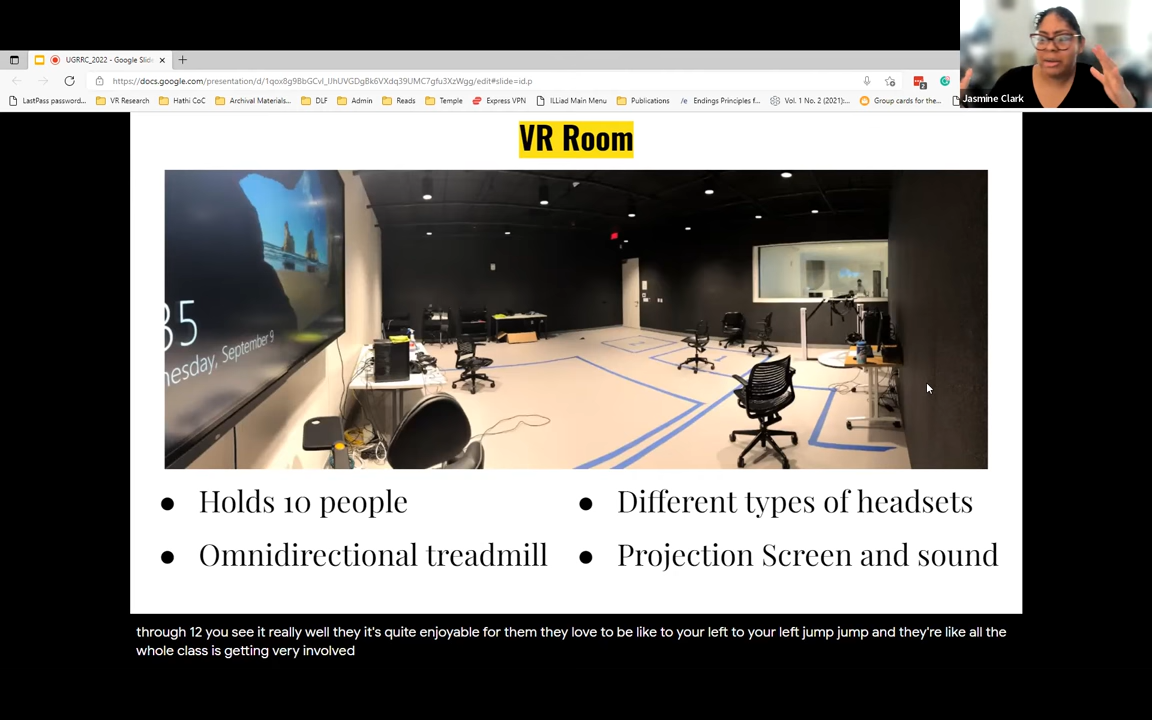 UGRRC_2022 - Google Slide
https://docs.google.com/presentation/d/1qox8g9BbGCvl_IJhUVGDgBk6VXdq39UMC7gfu3XzWgg/edit#slide=id.p
LastPass password...
VR Research
Hathi CoC
Archival Materials...
DLF
Admin
Reads
Temple
Express VPN
ILLiad Main Menu
Publications
Endings Principles f...
Vol. 1 No. 2 (2021):...
Group cards for the...
Jasmine Clark
VR Room
35
nesday, September 9
Holds 10 people
Omnidirectional treadmill
Different types of headsets
Projection Screen and sound
through 12 you see it really well they it's quite enjoyable for them they love to be like to your left to your left jump jump and they're like all the
whole class is getting very involved